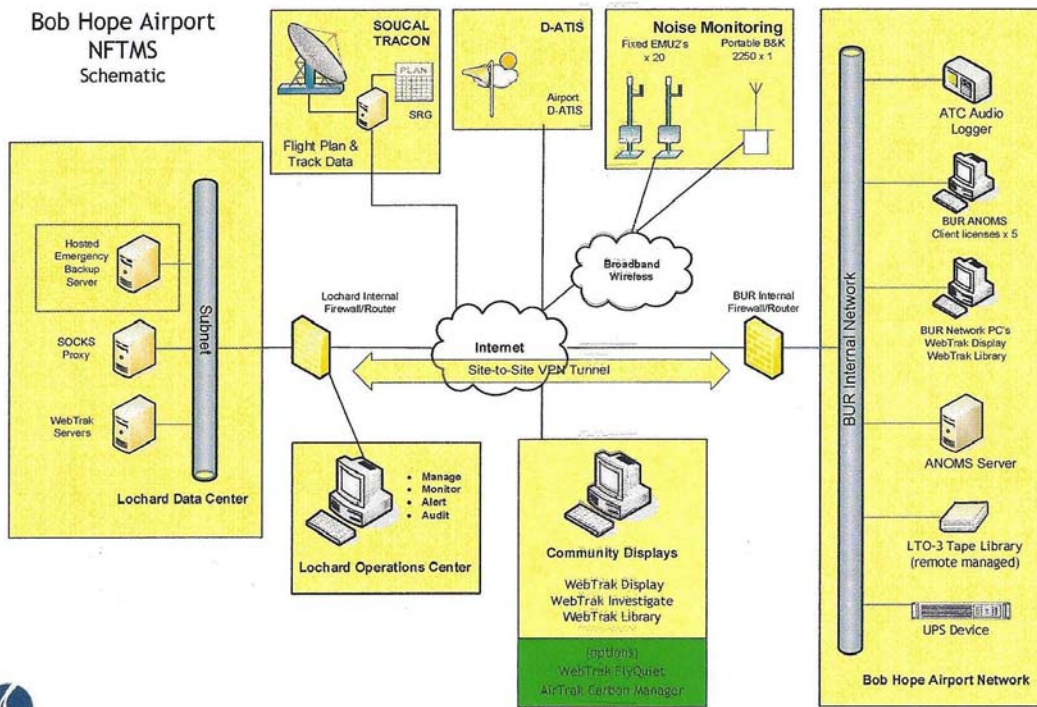 Bob Hope Airport
NFTMS
Schematic
SOUCAL
TRACON
PLAN
SRG
Flight Plan &
Track Data
D-ATIS
Airport
D-ATIS
Noise Monitoring
Fixed EMU2's
x 20
Portable B&K
2250 x 1
Broadband
Wireless
Hosted
Emergency
Backup
Server
SOCKS
Proxy
WebTrak
Servers
Subnet
Lochard Data Center
Lochard Internal
Firewall/Router
Internet
Site-to-Site VPN Tunnel
BUR Internal
Firewall/Router
• Manage
• Monitor
• Alert
• Audit
Lochard Operations Center
Community Displays
WebTrak Display
WebTrak Investigate
WebTrak Library
(options)
WebTrak FlyQuiet
AirTrak Carbon Manager
BUR Internal Network
ATC Audio
Logger
BUR ANOMS
Client licenses x 5
BUR Network PC's
WebTrak Display
WebTrak Library
ANOMS Server
LTO-3 Tape Library
(remote managed)
UPS Device
Bob Hope Airport Network